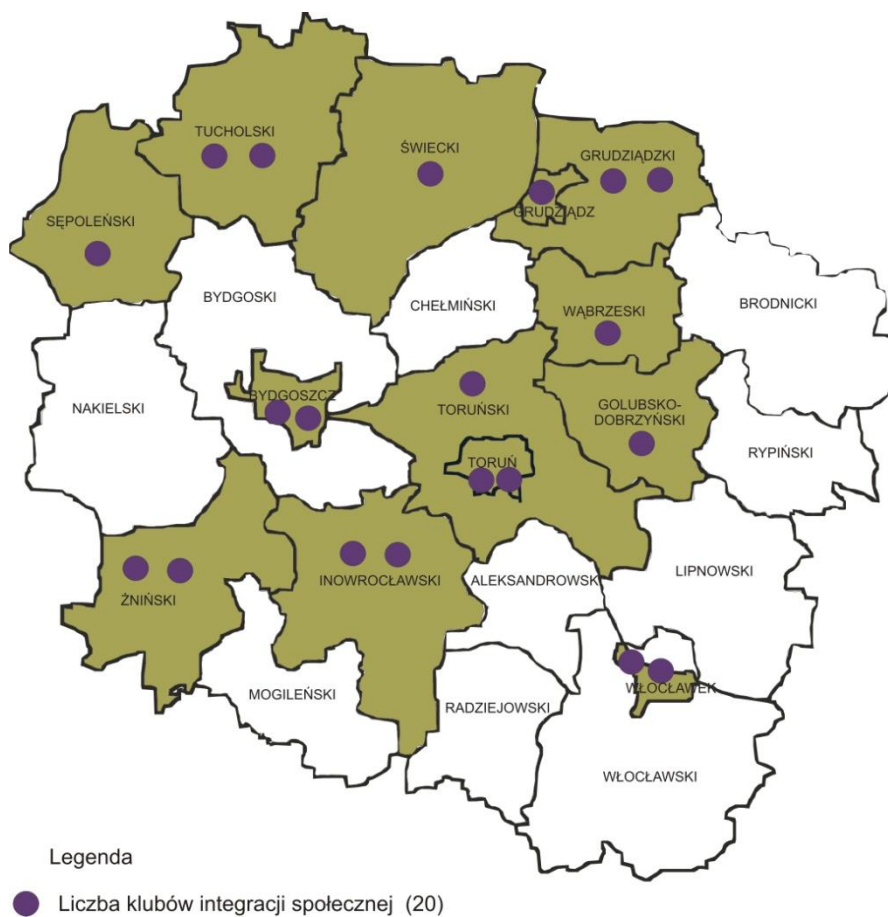 TUCHOLSKI
ŚWIECKI
GRUDZIĄDZKI
GRUDZIĄDZ
SĘPOLEŃSKI
BYDGOSKI
CHEŁMIŃSKI
WĄBRZESKI
BRODNICKI
NAKIELSKI
BYDGOSZCZ
TORUŃSKI
GOLUBSKO-
DOBRZYŃSKI
RYPIŃSKI
TORUŃ
ŻNIŃSKI
INOWROCŁAWSKI
ALEKSANDROWSK
LIPNOWSKI
MOGILEŃSKI
RADZIEJOWSKI
WŁOCŁAWEK
WŁOCŁAWSKI
Legenda
Liczba klubów integracji społecznej (20)